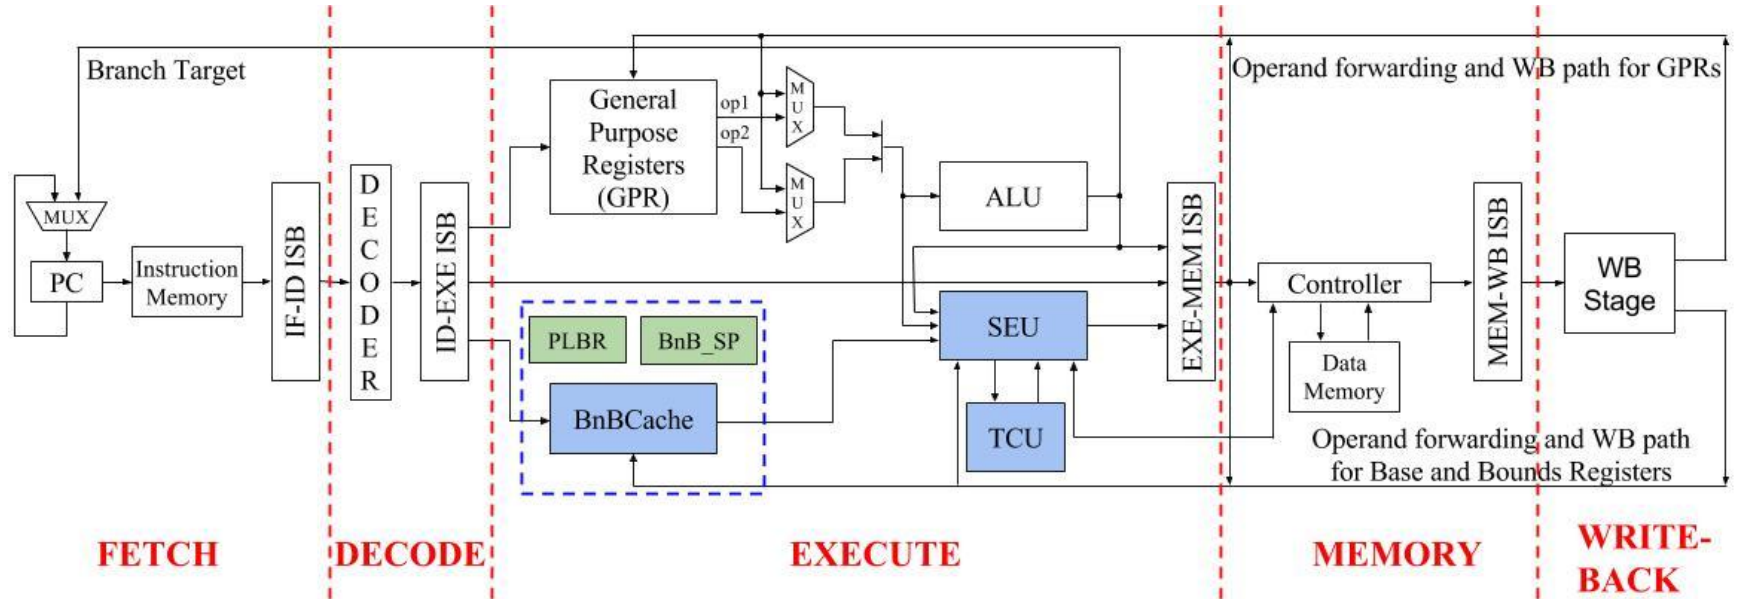 Branch Target
MUX
PC
Instruction
Memory
IF-ID ISB
DECODER
ID-EXE ISB
General
Purpose
Registers
(GPR)
op1
op2
MUX
MUX
ALU
PLBR
BnB_SP
BnBCache
SEU
TCU
EXE-MEM ISB
Operand forwarding and WB path for GPRs
Controller
Data
Memory
MEM-WB ISB
WB
Stage
Operand forwarding and WB path
for Base and Bounds Registers
FETCH
DECODE
EXECUTE
MEMORY
WRITE-
BACK